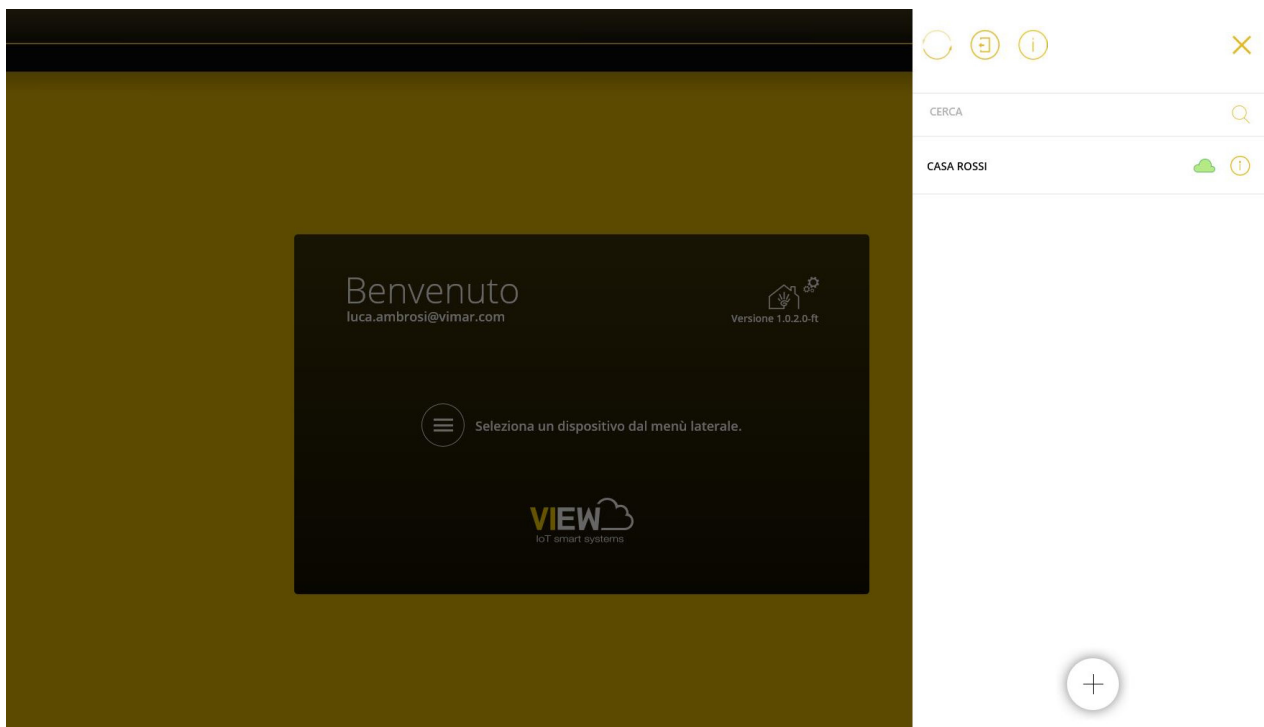 CERCA
CASA ROSSI
Benvenuto
luca.ambrosi@vimar.com
Versione 1.0.2.0-ft
Seleziona un dispositivo dal menù laterale.
VIEW
IoT smart systems